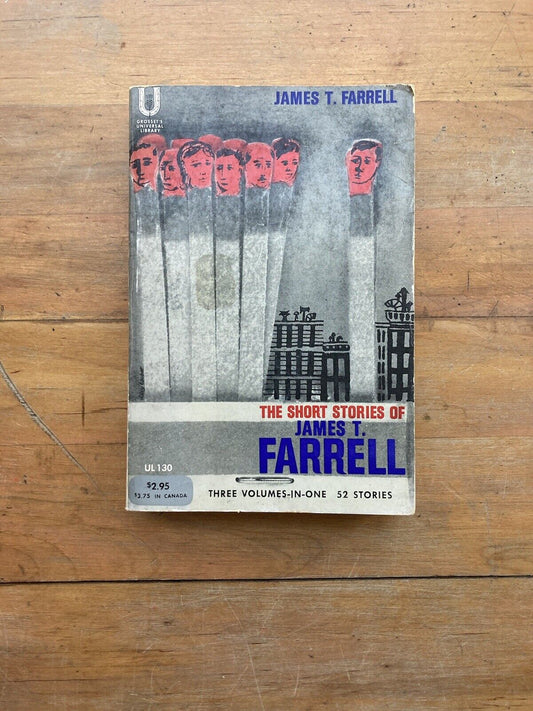 JAMES T. FARRELL
U
GROSSET'S
UNIVERSAL
LIBRARY
THE SHORT STORIES OF
JAMES T.
FARRELL
UL 130
$2.95
$3.75 IN CANADA
THREE VOLUMES-IN-ONE 52 STORIES